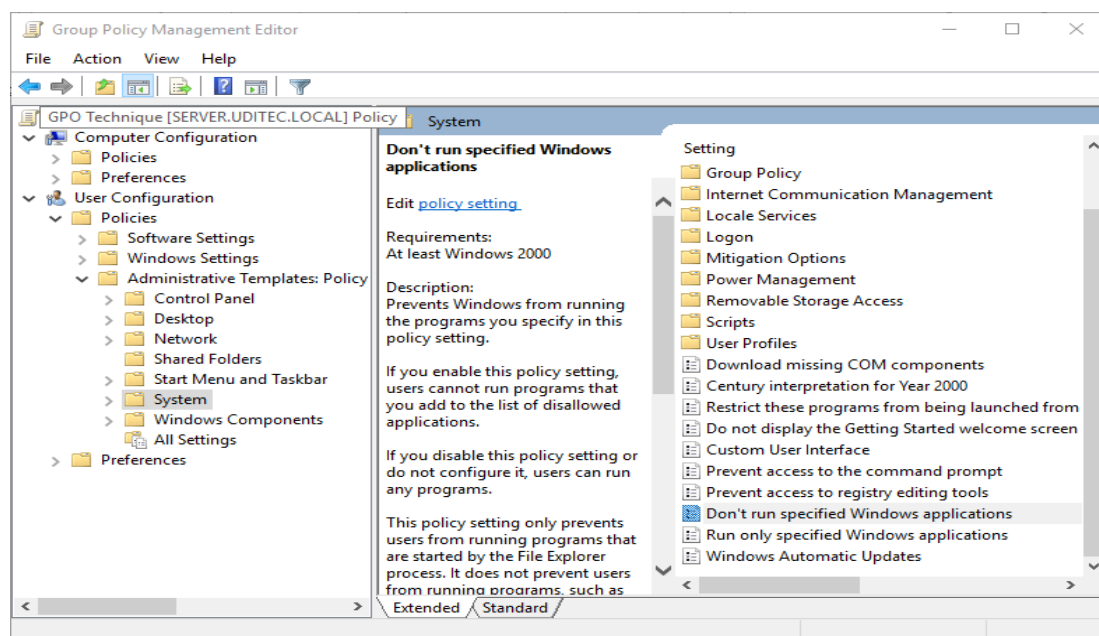 Group Policy Management Editor
File Action View Help
GPO Technique [SERVER.UDITEC.LOCAL] Policy
Computer Configuration
Policies
Preferences
User Configuration
Policies
Software Settings
Windows Settings
Administrative Templates: Policy
Control Panel
Desktop
Network
Shared Folders
Start Menu and Taskbar
System
Windows Components
All Settings
Preferences
System
Don't run specified Windows
applications
Edit policy setting
Requirements:
At least Windows 2000
Description:
Prevents Windows from running
the programs you specify in this
policy setting.
If you enable this policy setting,
users cannot run programs that
you add to the list of disallowed
applications.
If you disable this policy setting or
do not configure it, users can run
any programs.
This policy setting only prevents
users from running programs that
are started by the File Explorer
process. It does not prevent users
from running programs, such as
Setting
Group Policy
Internet Communication Management
Locale Services
Logon
Mitigation Options
Power Management
Removable Storage Access
Scripts
User Profiles
Download missing COM components
Century interpretation for Year 2000
Restrict these programs from being launched from
Do not display the Getting Started welcome screen
Custom User Interface
Prevent access to the command prompt
Prevent access to registry editing tools
Don't run specified Windows applications
Run only specified Windows applications
Windows Automatic Updates
Extended Standard